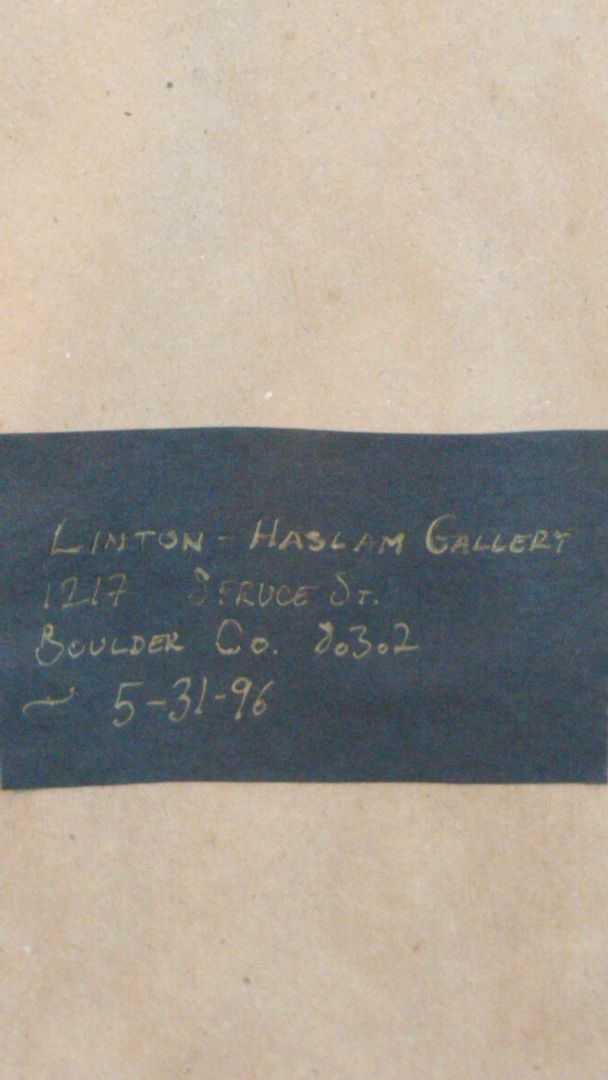 LINTON - HASLAM GALLERY
1217 SPRUCE ST.
BOULDER CO. 80302
~ 5-31-96